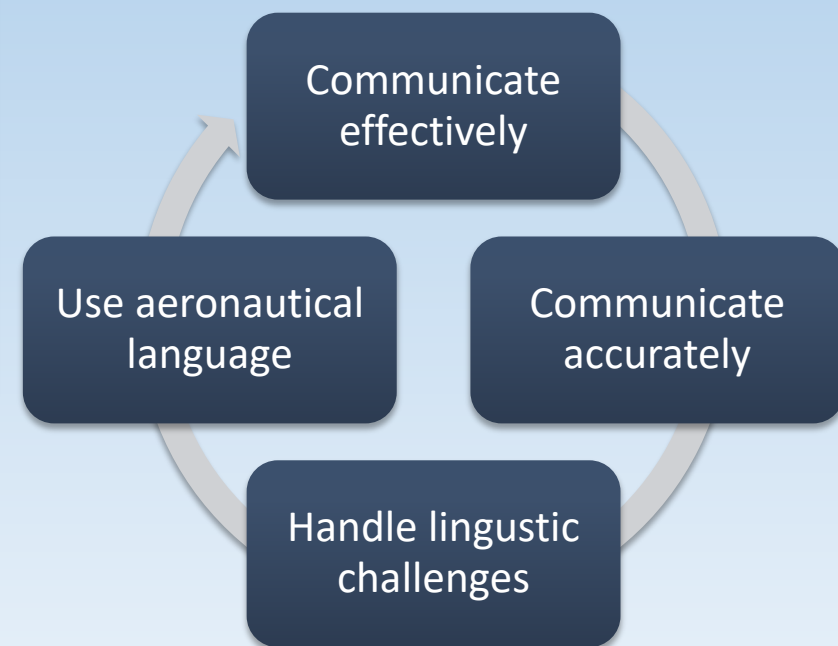 Communicate
effectively
Communicate
accurately
Handle lingustic
challenges
Use aeronautical
language